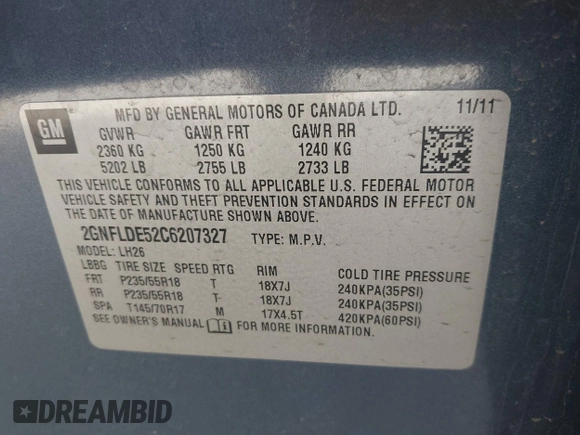 GM
MFD BY GENERAL MOTORS OF CANADA LTD. 11/11
GVWR GAWR FRT GAWR RR
2360 KG 1250 KG 1240 KG
5202 LB 2755 LB 2733 LB
THIS VEHICLE CONFORMS TO ALL APPLICABLE U.S. FEDERAL MOTOR
VEHICLE SAFETY AND THEFT PREVENTION STANDARDS IN EFFECT ON
THE DATE OF MANUFACTURE SHOWN ABOVE.
2GNFLDE52C6207327 TYPE: M.P.V.
MODEL: LH26
LBBG TIRE SIZE SPEED RTG RIM COLD TIRE PRESSURE
FRT P235/55R18 T 18X7J 240KPA(35PSI)
RR P235/55R18 T 18X7J 240KPA(35PSI)
SPA T145/70R17 M 17X4.5T 420KPA(60PSI)
SEE OWNER'S MANUAL FOR MORE INFORMATION.
DREAMBID